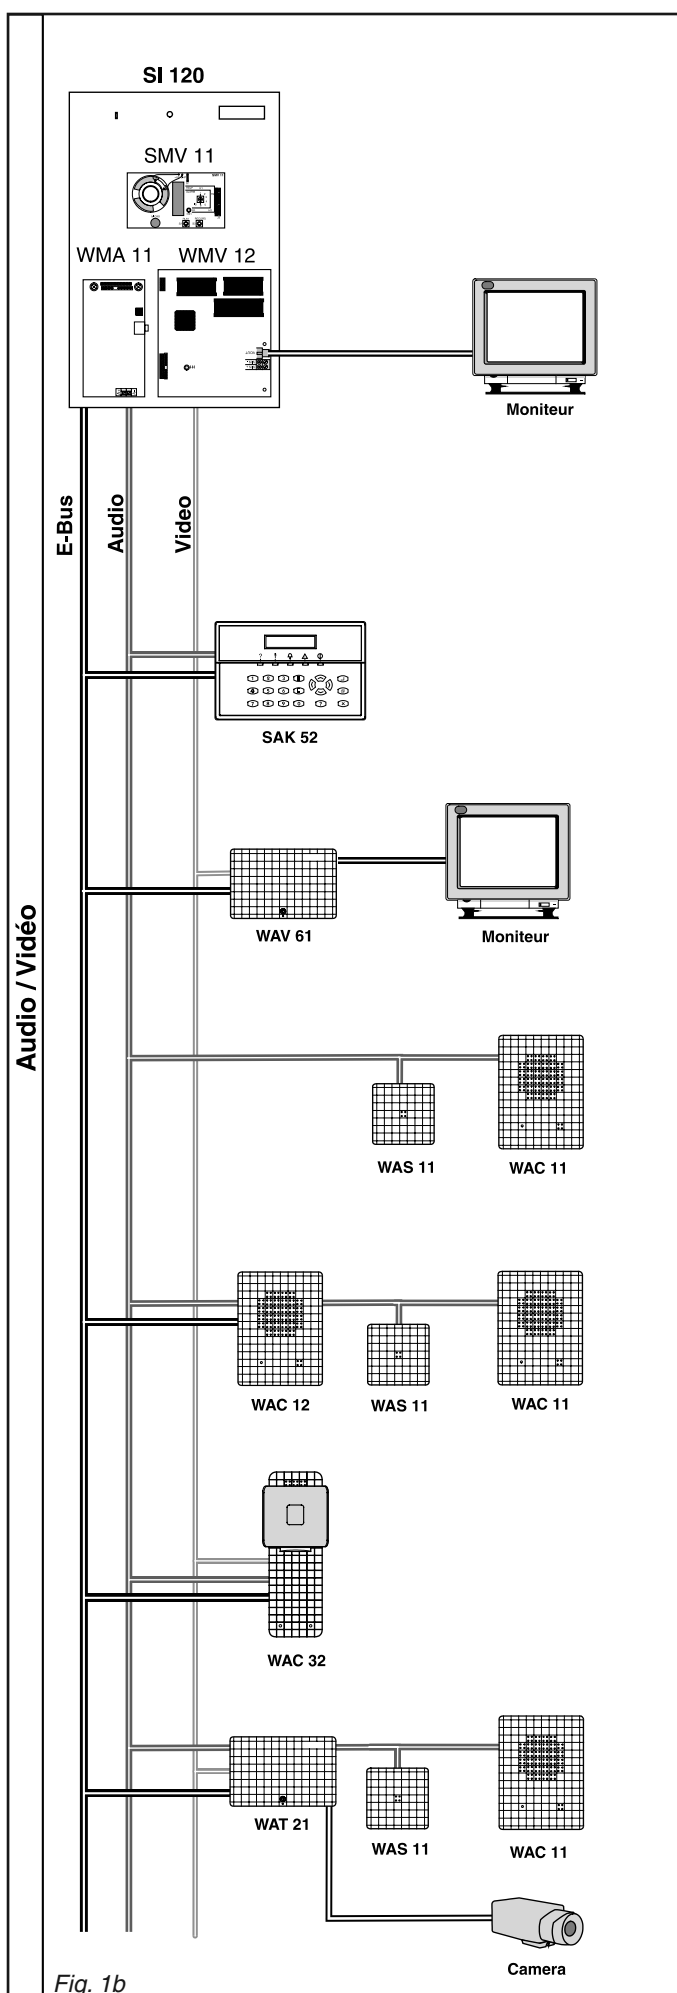 SI 120
SMV 11
WMA 11
WMV 12
Moniteur
E-Bus
Audio
Video
SAK 52
WAV 61
Moniteur
Audio / Vidéo
WAS 11
WAC 11
WAC 12
WAS 11
WAC 11
WAC 32
WAT 21
WAS 11
WAC 11
Camera
Fig. 1b